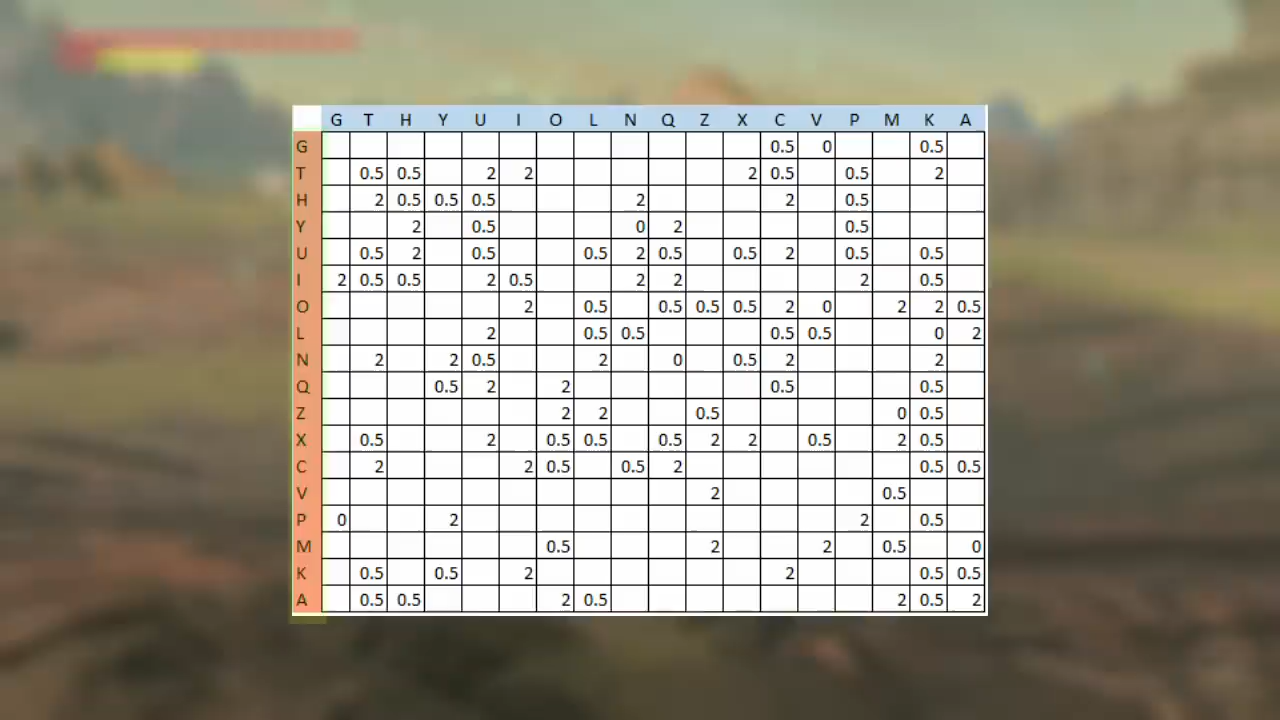 G T H Y U I O L N Q Z X C V P M K A
G 0.5 0 0.5
T 0.5 0.5 2 2 2 0.5 0.5 2
H 2 0.5 0.5 0.5 2 2 0.5
Y 2 0.5 0 2 0.5
U 0.5 2 0.5 0.5 2 0.5 0.5 2 0.5 0.5
I 2 0.5 0.5 2 0.5 2 2 2 0.5
O 2 0.5 0.5 0.5 0.5 2 0 2 2 0.5
L 2 0.5 0.5 0.5 0.5 0 2
N 2 2 0.5 2 0 0.5 2 2
Q 0.5 2 2 0.5 0.5
Z 2 2 0.5 0 0.5
X 0.5 2 0.5 0.5 0.5 2 2 0.5 2 0.5
C 2 2 0.5 0.5 2 0.5 0.5
V 2 0.5
P 0 2 2 0.5
M 0.5 2 2 0.5 0
K 0.5 0.5 2 2 0.5 0.5
A 0.5 0.5 2 0.5 2 0.5 2